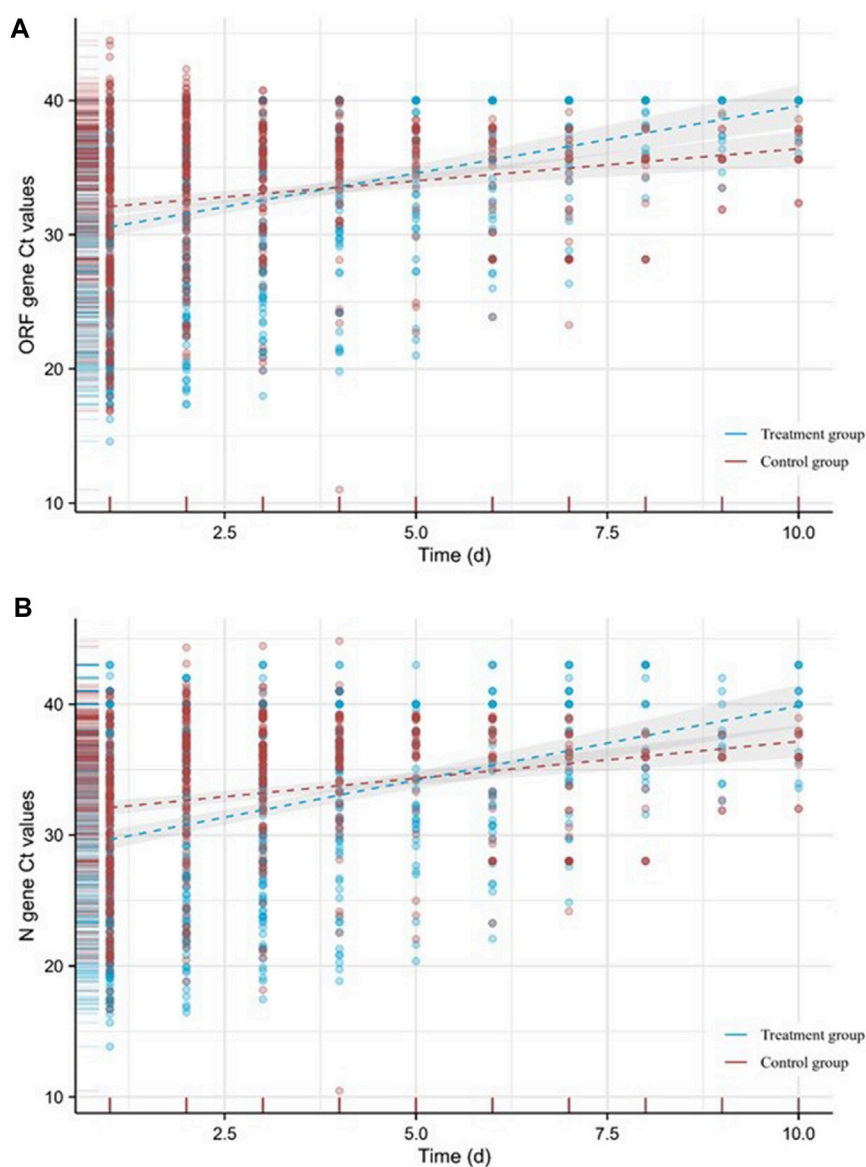 A
ORF gene Ct values
40
30
20
10
Treatment group
Control group
2.5 5.0 7.5 10.0
Time (d)
B
N gene Ct values
40
30
20
10
Treatment group
Control group
2.5 5.0 7.5 10.0
Time (d)